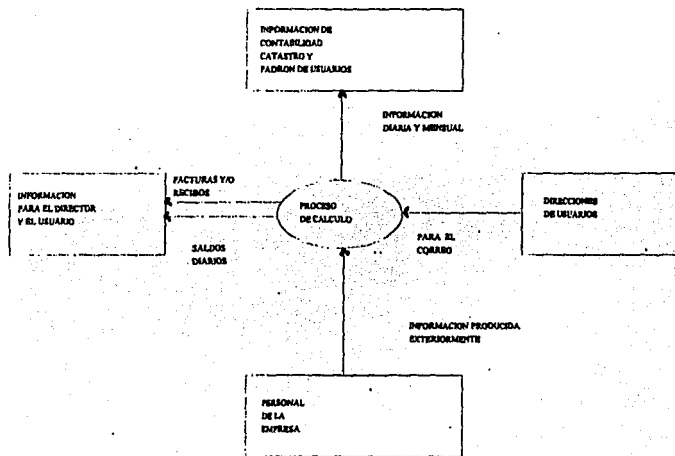 INFORMACION DE
CONTABILIDAD
CATASTRO Y
PADRON DE USUARIOS
INFORMACION
DIARIA Y MENSUAL
FACTURAS Y/O
RECIBOS
INFORMACION
PARA EL DIRECTOR
Y EL USUARIO
PROCESO
DE CALCULO
DIRECCIONES
DE USUARIOS
SALDOS
DIARIOS
PARA EL
CORREO
INFORMACION PRODUCIDA
EXTERIORMENTE
PERSONAL
DE LA
EMPRESA